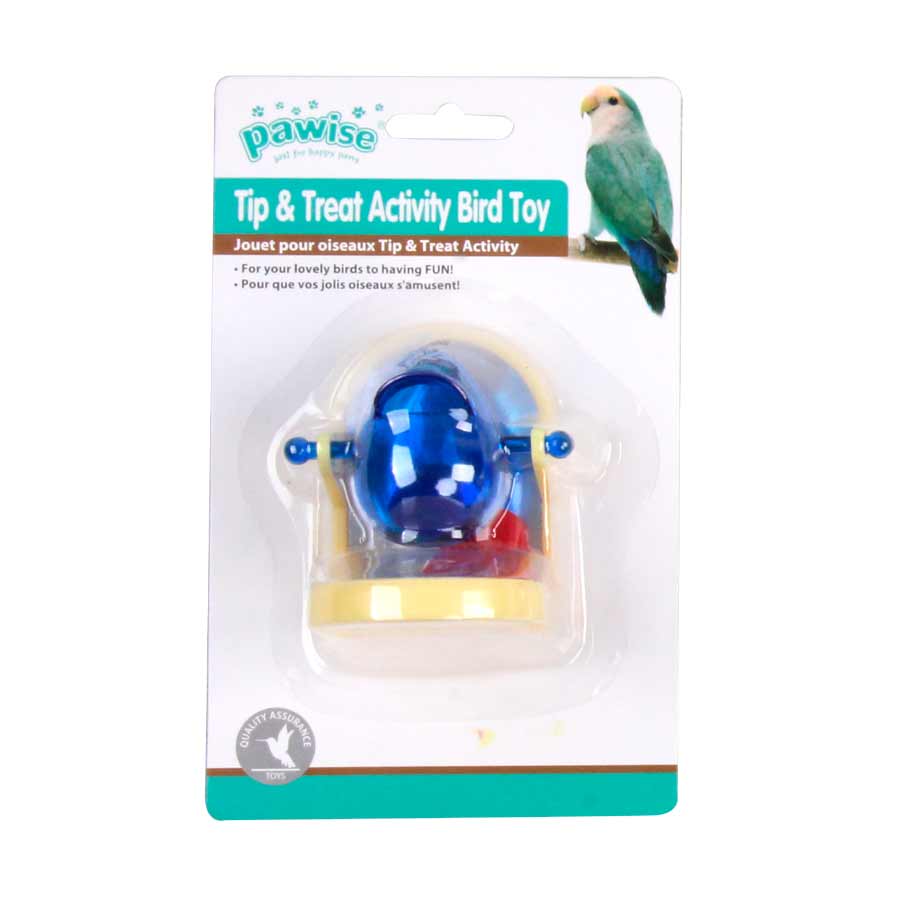 pawise®
Just for happy paws
Tip & Treat Activity Bird Toy
Jouet pour oiseaux Tip & Treat Activity
• For your lovely birds to having FUN!
• Pour que vos jolis oiseaux s'amusent!
QUALITY ASSURANCE
TOYS